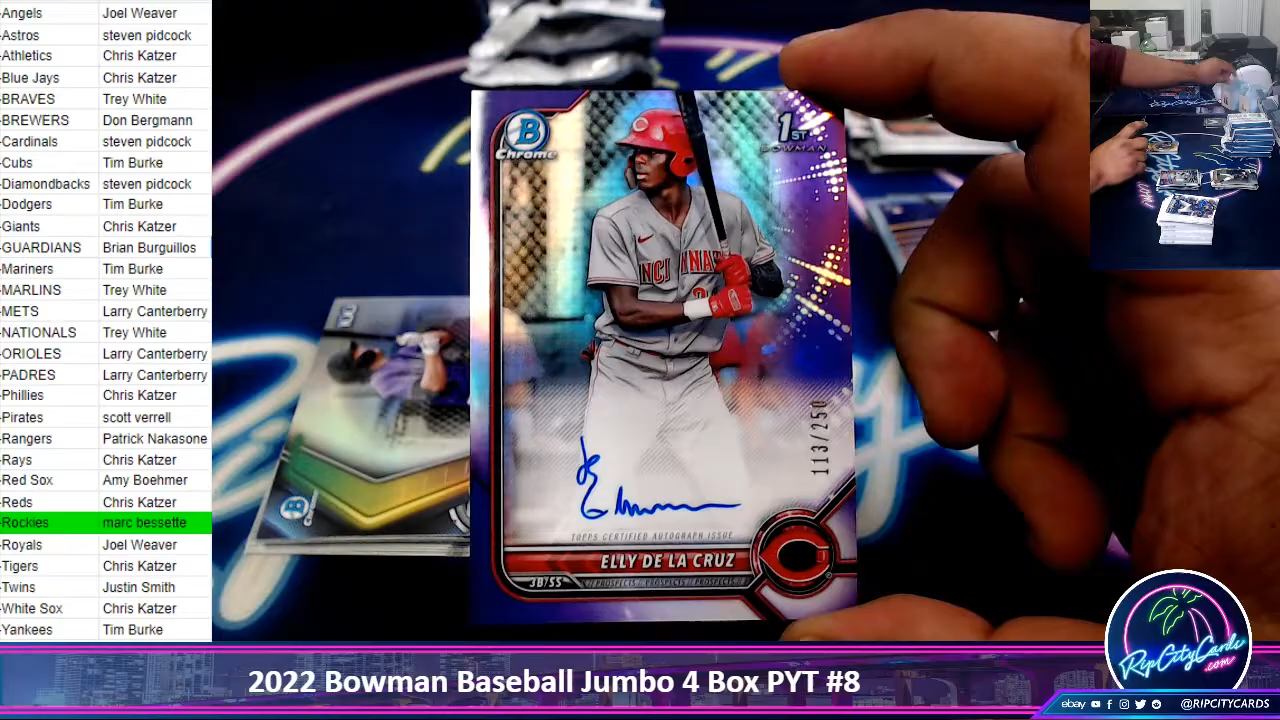 -Angels Joel Weaver
-Astros steven pidcock
-Athletics Chris Katzer
-Blue Jays Chris Katzer
-BRAVES Trey White
-BREWERS Don Bergmann
-Cardinals steven pidcock
-Cubs Tim Burke
-Diamondbacks steven pidcock
-Dodgers Tim Burke
-Giants Chris Katzer
-GUARDIANS Brian Burguillos
-Mariners Tim Burke
-MARLINS Trey White
-METS Larry Canterberry
-NATIONALS Trey White
-ORIOLES Larry Canterberry
-PADRES Larry Canterberry
-Phillies Chris Katzer
-Pirates scott verrell
-Rangers Patrick Nakasone
-Rays Chris Katzer
-Red Sox Amy Boehmer
-Reds Chris Katzer
-Rockies marc bessette
-Royals Joel Weaver
-Tigers Chris Katzer
-Twins Justin Smith
-White Sox Chris Katzer
-Yankees Tim Burke
B
Chrome
1ST
BOWMAN
113/250
TOPPS CERTIFIED AUTOGRAPH ISSUE
ELLY DE LA CRUZ
3B/SS
PROSPECTS // PROSPECTS // PROSPECTS //
2022 Bowman Baseball Jumbo 4 Box PYT #8
RipCityCards
.com
ebay @RIPCITYCARDS